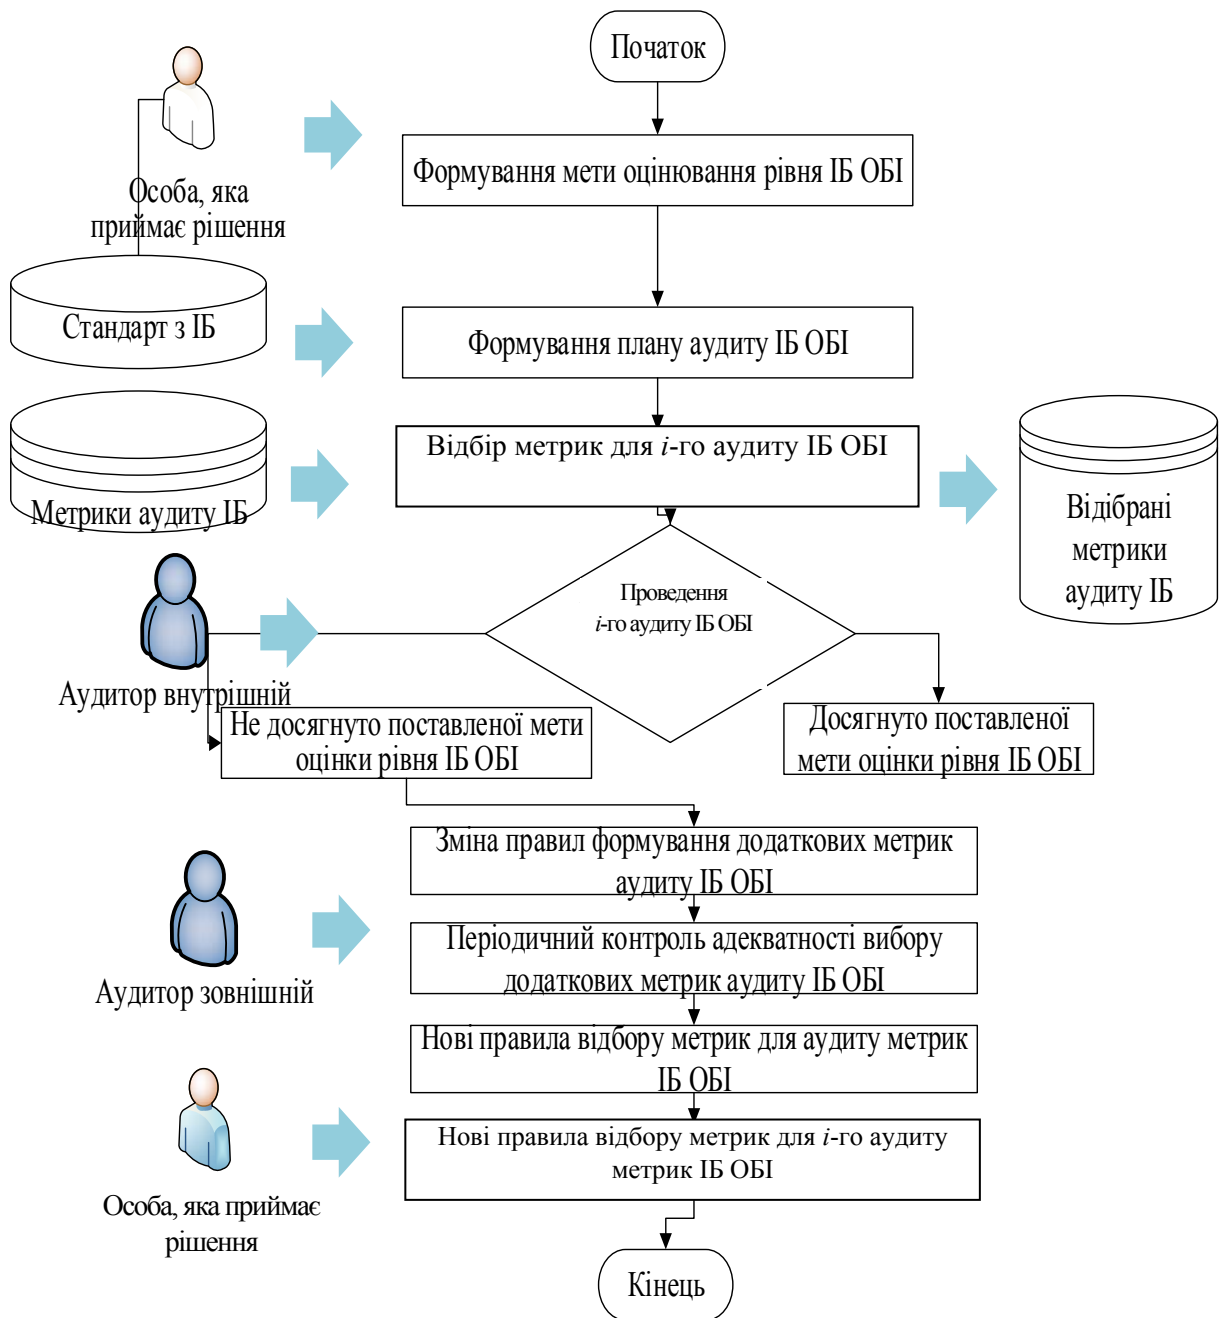 Початок
Особа, яка
приймає рішення
Формування мети оцінювання рівня ІБ ОБІ
Стандарт з ІБ
Формування плану аудиту ІБ ОБІ
Метрики аудиту ІБ
Відбір метрик для i-го аудиту ІБ ОБІ
Відібрані
метрики
аудиту ІБ
Проведення
i-го аудиту ІБ ОБІ
Аудитор внутрішній
Не досягнуто поставленої мети
оцінки рівня ІБ ОБІ
Досягнуто поставленої
мети оцінки рівня ІБ ОБІ
Зміна правил формування додаткових метрик
аудиту ІБ ОБІ
Аудитор зовнішній
Періодичний контроль адекватності вибору
додаткових метрик аудиту ІБ ОБІ
Нові правила відбору метрик для аудиту метрик
ІБ ОБІ
Особа, яка приймає
рішення
Нові правила відбору метрик для i-го аудиту
метрик ІБ ОБІ
Кінець